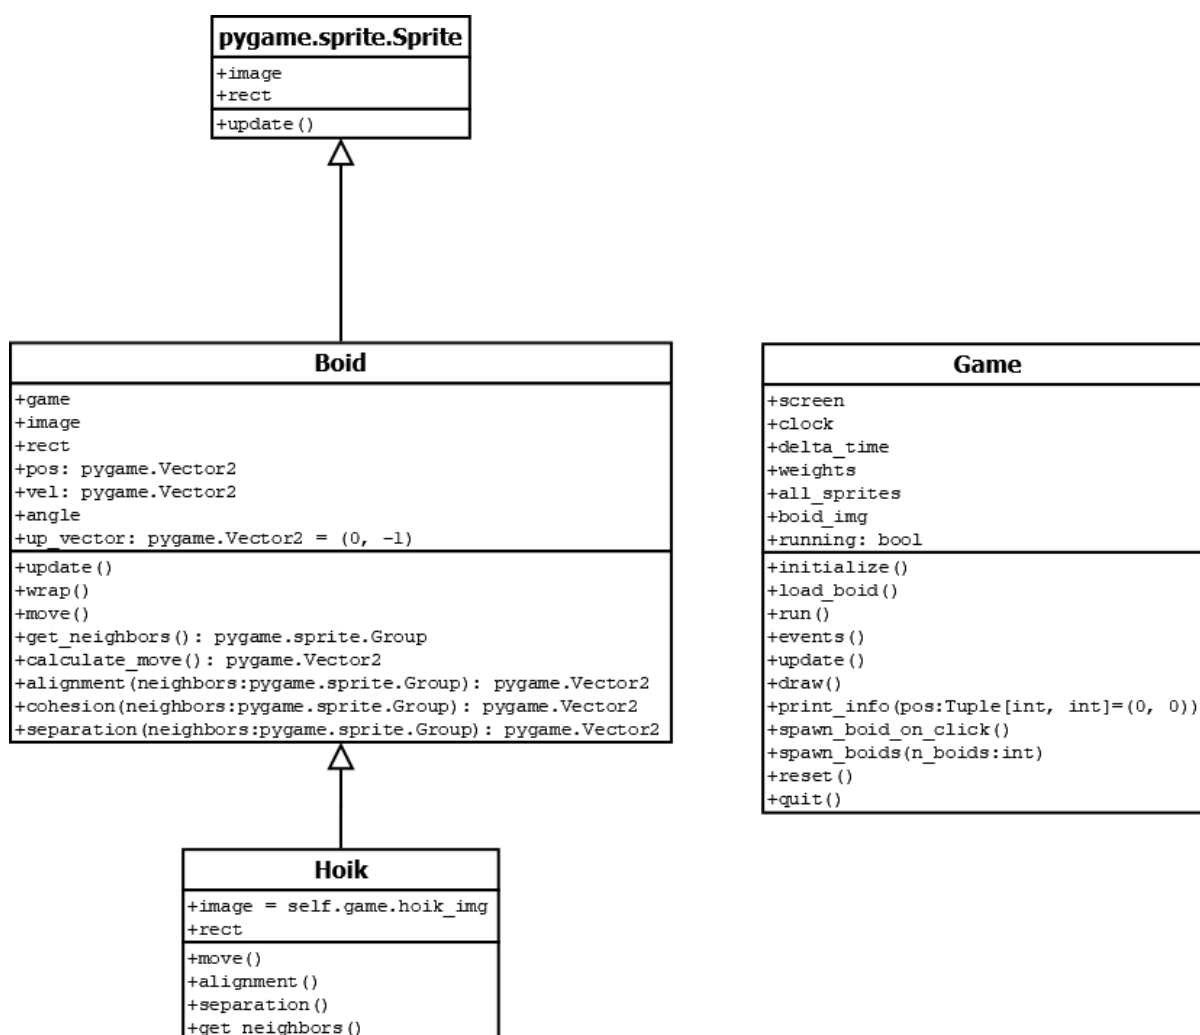 pygame.sprite.Sprite
+image
+rect
+update()
Boid
+game
+image
+rect
+pos: pygame.Vector2
+vel: pygame.Vector2
+angle
+up_vector: pygame.Vector2 = (0, -1)
+update()
+wrap()
+move()
+get_neighbors(): pygame.sprite.Group
+calculate_move(): pygame.Vector2
+alignment(neighbors:pygame.sprite.Group): pygame.Vector2
+cohesion(neighbors:pygame.sprite.Group): pygame.Vector2
+separation(neighbors:pygame.sprite.Group): pygame.Vector2
Game
+screen
+clock
+delta_time
+weights
+all_sprites
+boid_img
+running: bool
+initialize()
+load_boid()
+run()
+events()
+update()
+draw()
+print_info(pos:Tuple[int, int]=(0, 0))
+spawn_boid_on_click()
+spawn_boids(n_boids:int)
+reset()
+quit()
Hoik
+image = self.game.hoik_img
+rect
+move()
+alignment()
+separation()
+get_neighbors()